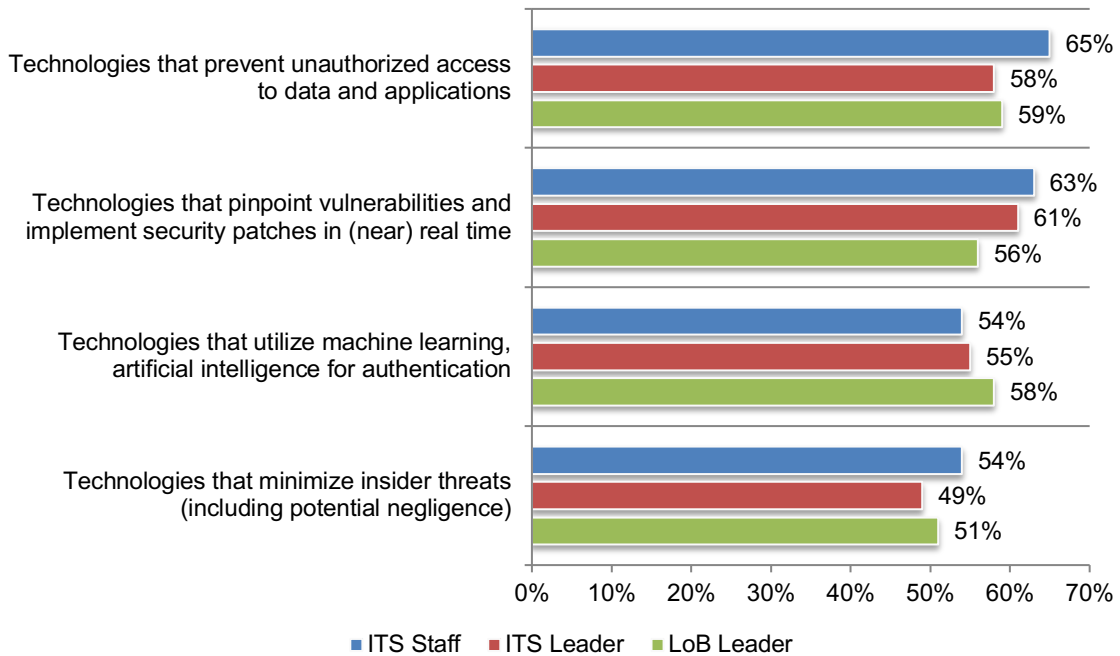 Technologies that prevent unauthorized access
to data and applications
65%
58%
59%
Technologies that pinpoint vulnerabilities and
implement security patches in (near) real time
63%
61%
56%
Technologies that utilize machine learning,
artificial intelligence for authentication
54%
55%
58%
Technologies that minimize insider threats
(including potential negligence)
54%
49%
51%
0% 10% 20% 30% 40% 50% 60% 70%
ITS Staff ITS Leader LoB Leader